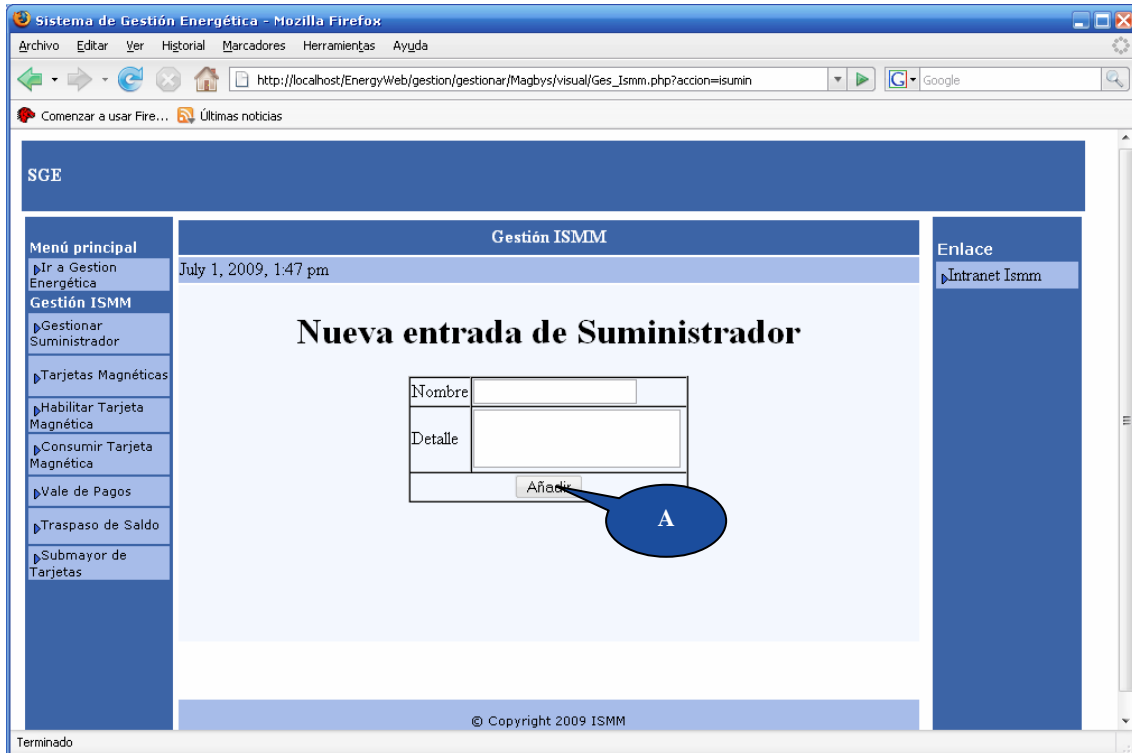 Sistema de Gestión Energética - Mozilla Firefox
Archivo Editar Ver Historial Marcadores Herramientas Ayuda
http://localhost/EnergyWeb/gestion/gestionar/Magbys/visual/Ges_Ismm.php?accion=isumin
G
Google
Comenzar a usar Fire... Últimas noticias
SGE
Menú principal
Ir a Gestion
Energética
Gestión ISMM
Gestionar
Suministrador
Tarjetas Magnéticas
Habilitar Tarjeta
Magnética
Consumir Tarjeta
Magnética
Vale de Pagos
Traspaso de Saldo
Submayor de
Tarjetas
Gestión ISMM
July 1, 2009, 1:47 pm
Nueva entrada de Suministrador
Nombre
Detalle
Añadir
A
Enlace
Intranet Ismm
© Copyright 2009 ISMM
Terminado